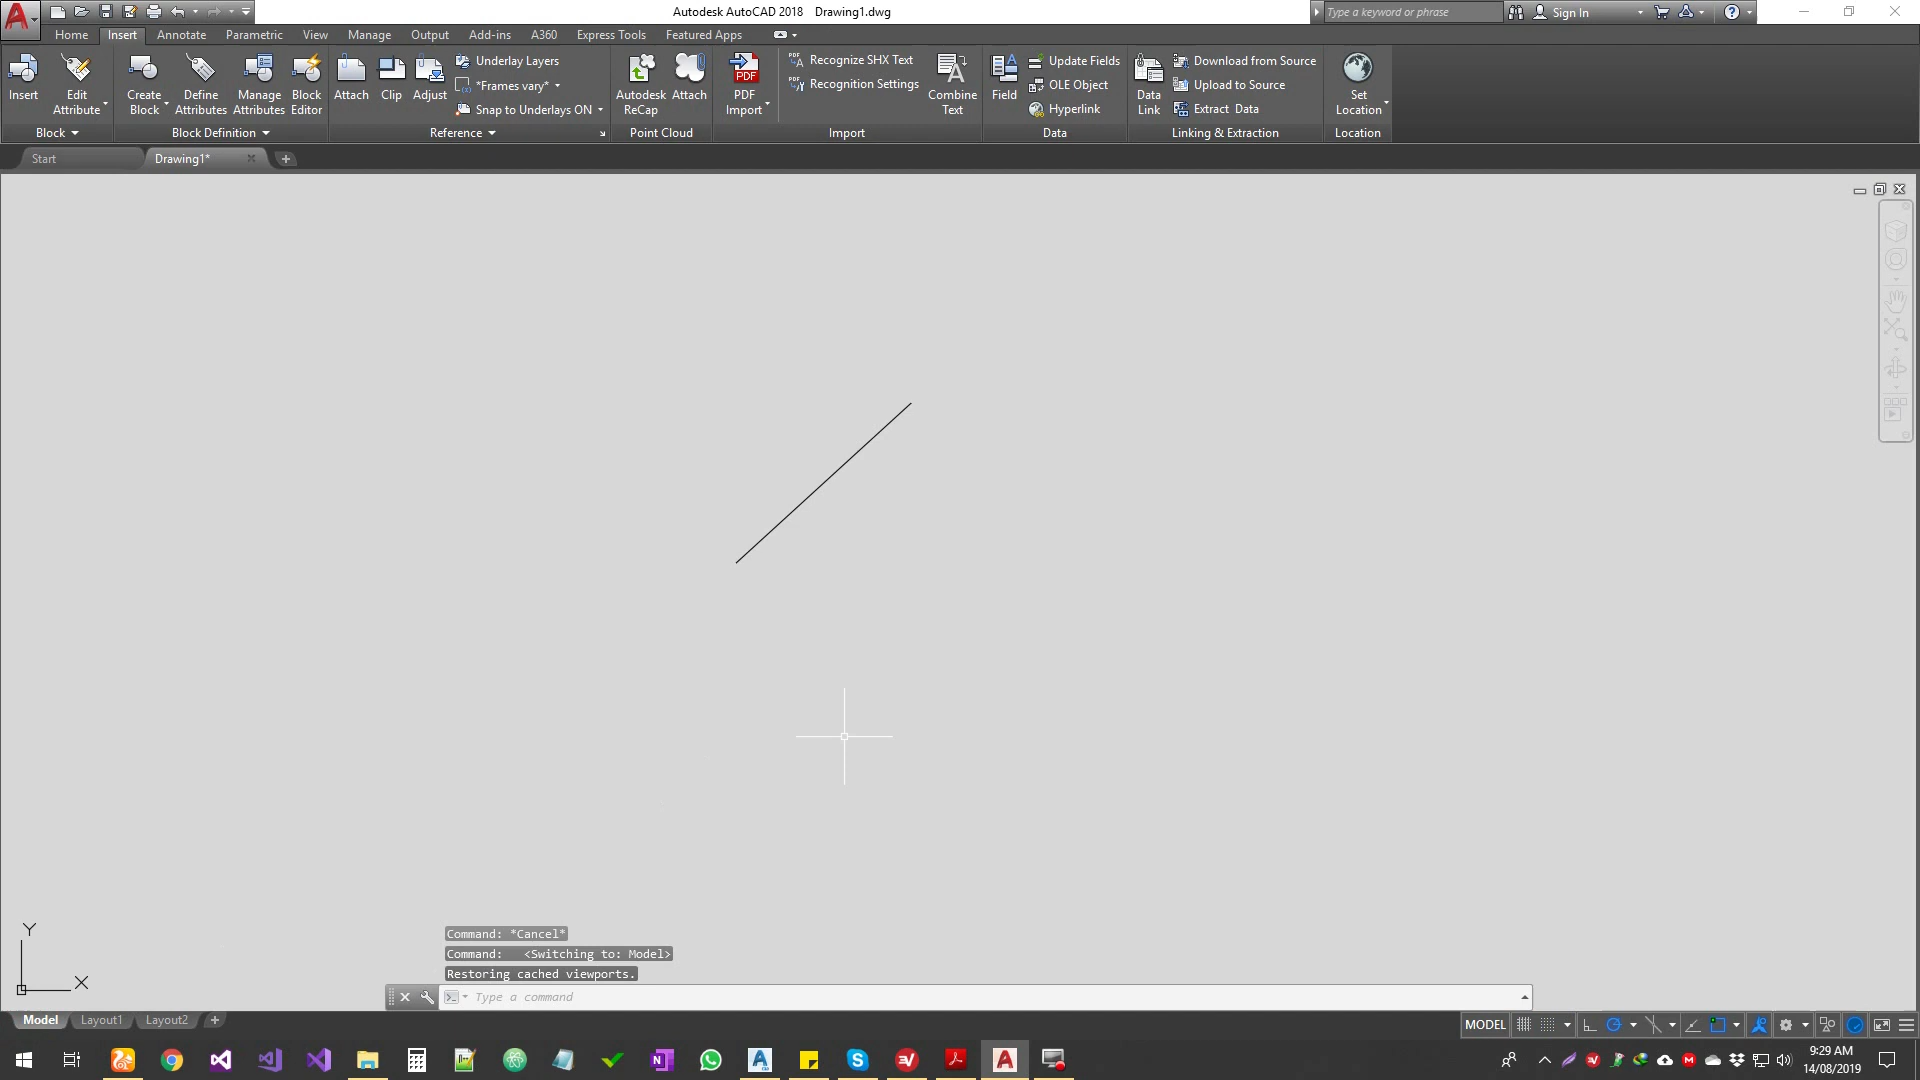 Autodesk AutoCAD 2018 Drawing1.dwg
Type a keyword or phrase
Sign In
Home Insert Annotate Parametric View Manage Output Add-ins A360 Express Tools Featured Apps
Insert
Edit
Attribute
Block
Create
Block
Define
Attributes
Manage
Attributes
Block
Editor
Block Definition
Attach
Clip
Adjust
Underlay Layers
*Frames vary*
Snap to Underlays ON
Reference
Autodesk
ReCap
Attach
Point Cloud
PDF
PDF
Import
Recognize SHX Text
Recognition Settings
Combine
Text
Import
Field
Update Fields
OLE Object
Hyperlink
Data
Data
Link
Download from Source
Upload to Source
Extract Data
Linking & Extraction
Set
Location
Location
Start
Drawing1*
Y
X
Command: *Cancel*
Command: <Switching to: Model>
Restoring cached viewports.
Type a command
Model Layout1 Layout2
MODEL
9:29 AM
14/08/2019